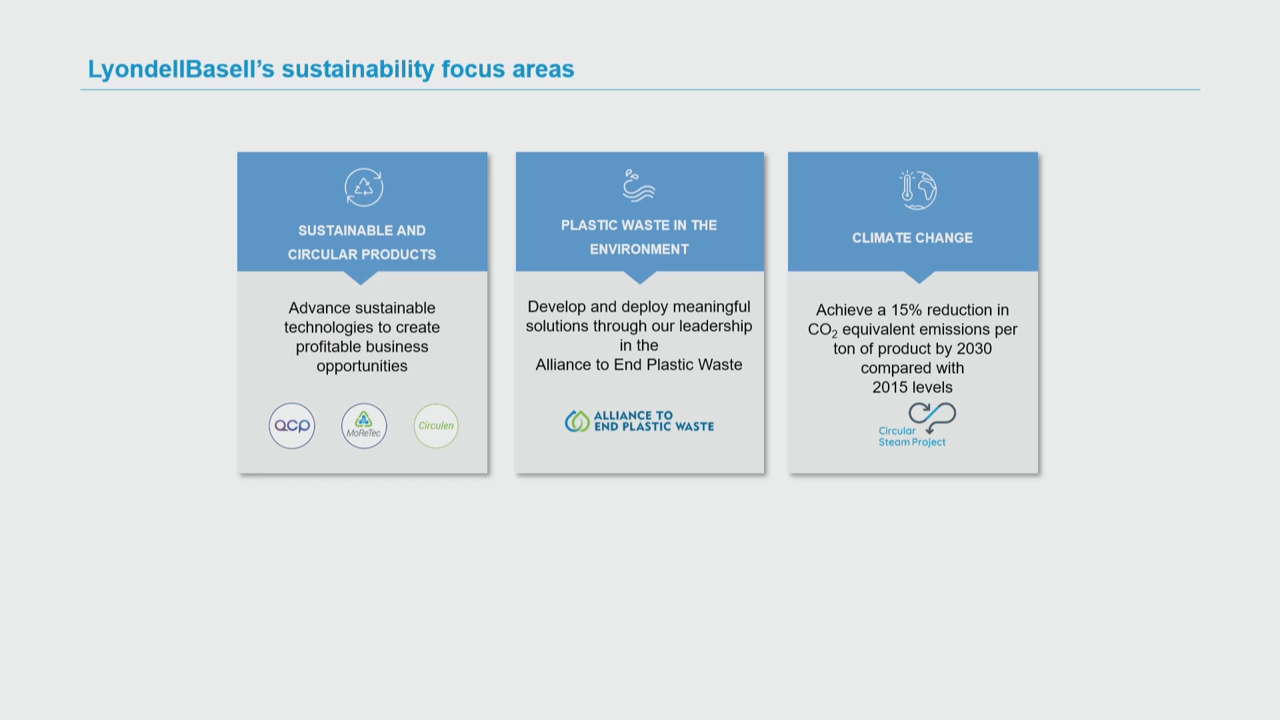 LyondellBasell’s sustainability focus areas
SUSTAINABLE AND
CIRCULAR PRODUCTS
Advance sustainable
technologies to create
profitable business
opportunities
QCP
MoReTec
Circulen
PLASTIC WASTE IN THE
ENVIRONMENT
Develop and deploy meaningful
solutions through our leadership
in the
Alliance to End Plastic Waste
ALLIANCE TO
END PLASTIC WASTE
CLIMATE CHANGE
Achieve a 15% reduction in
CO₂ equivalent emissions per
ton of product by 2030
compared with
2015 levels
Circular
Steam Project